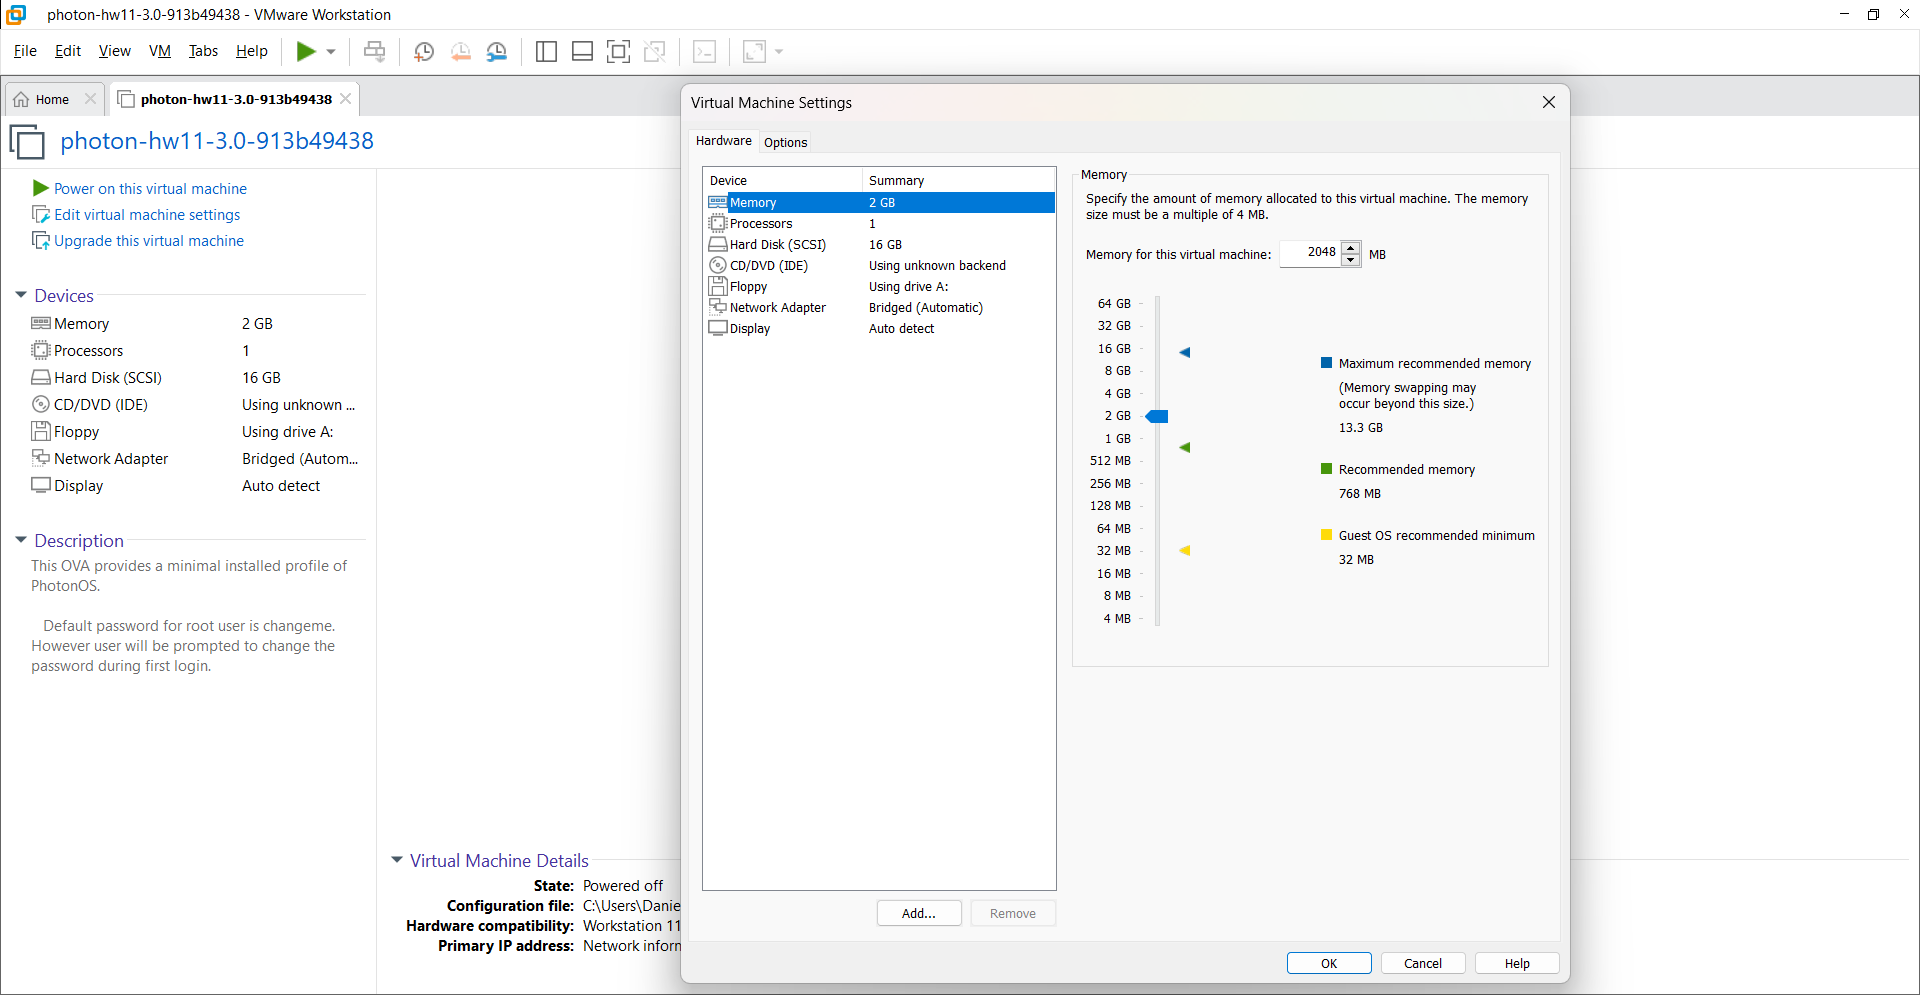 photon-hw11-3.0-913b49438 - VMware Workstation
File Edit View VM Tabs Help
Home photon-hw11-3.0-913b49438
photon-hw11-3.0-913b49438
Power on this virtual machine
Edit virtual machine settings
Upgrade this virtual machine
Devices
Memory 2 GB
Processors 1
Hard Disk (SCSI) 16 GB
CD/DVD (IDE) Using unknown ...
Floppy Using drive A:
Network Adapter Bridged (Autom...
Display Auto detect
Description
This OVA provides a minimal installed profile of
PhotonOS.
Default password for root user is changeme.
However user will be prompted to change the
password during first login.
Virtual Machine Details
State: Powered off
Configuration file: C:\Users\Danie
Hardware compatibility: Workstation 11
Primary IP address: Network inforn
Virtual Machine Settings
Hardware Options
Device Summary
Memory 2 GB
Processors 1
Hard Disk (SCSI) 16 GB
CD/DVD (IDE) Using unknown backend
Floppy Using drive A:
Network Adapter Bridged (Automatic)
Display Auto detect
Add... Remove
Memory
Specify the amount of memory allocated to this virtual machine. The memory
size must be a multiple of 4 MB.
Memory for this virtual machine: 2048 MB
64 GB
32 GB
16 GB
8 GB
4 GB
2 GB
1 GB
512 MB
256 MB
128 MB
64 MB
32 MB
16 MB
8 MB
4 MB
Maximum recommended memory
(Memory swapping may
occur beyond this size.)
13.3 GB
Recommended memory
768 MB
Guest OS recommended minimum
32 MB
OK Cancel Help